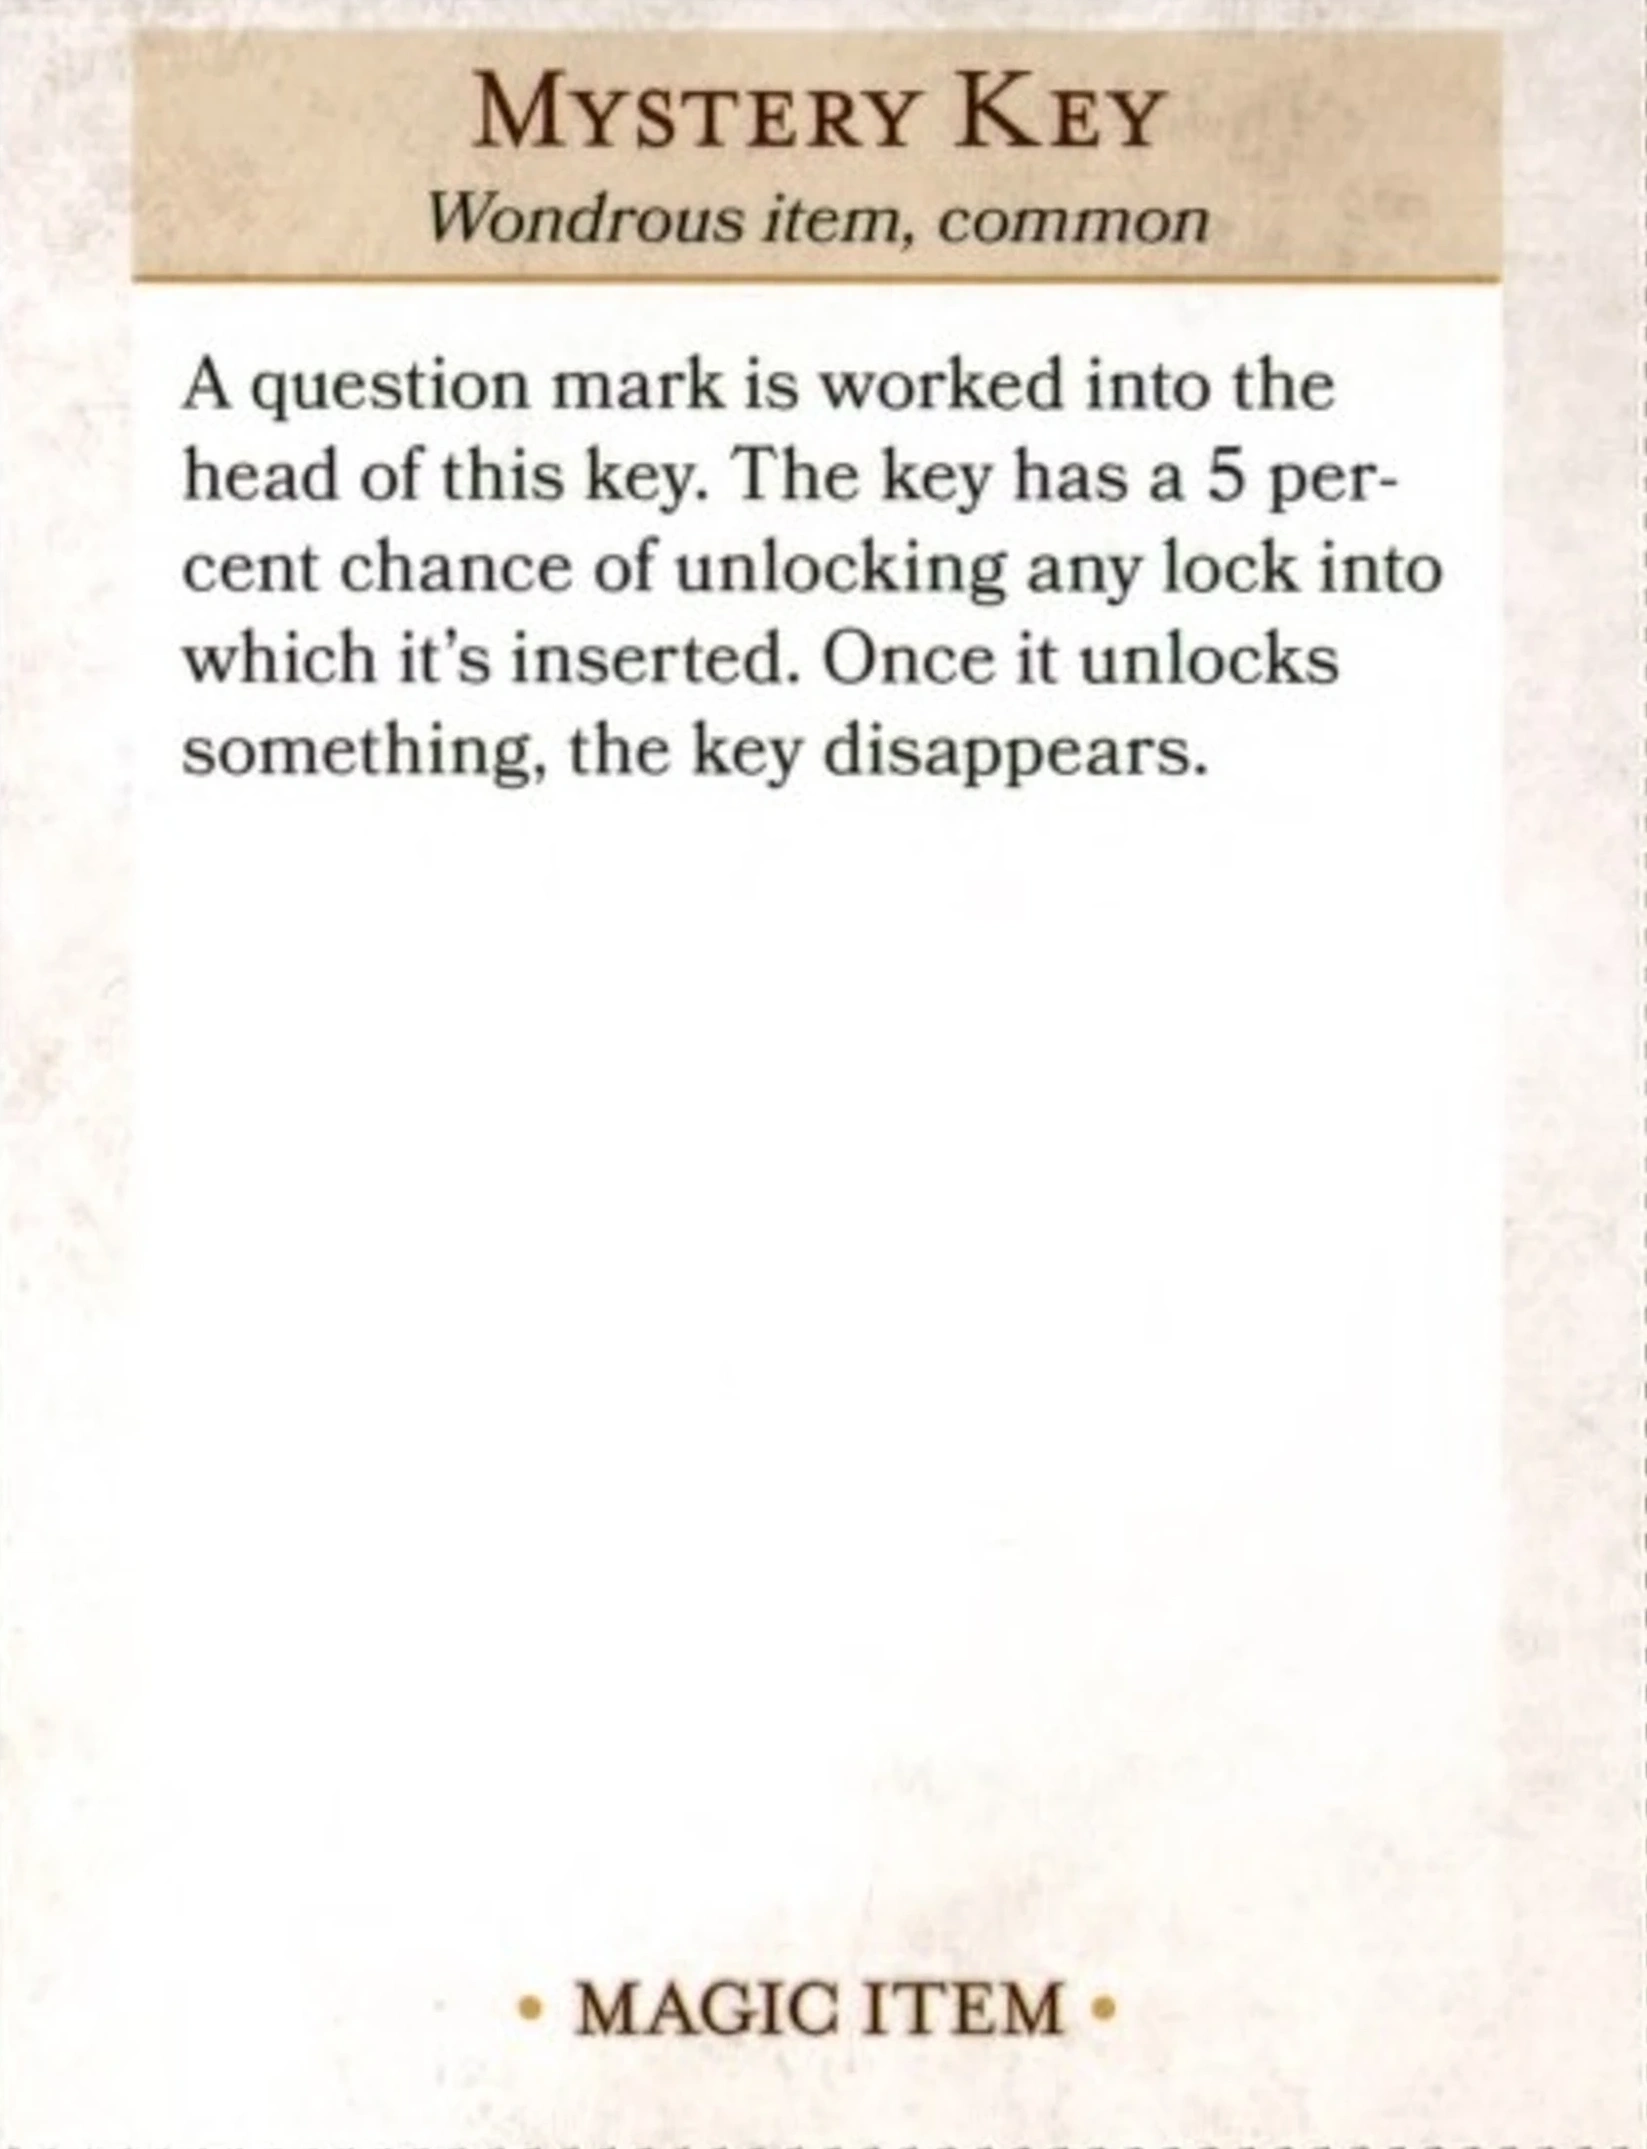 Mystery Key
Wondrous item, common
A question mark is worked into the
head of this key. The key has a 5 per-
cent chance of unlocking any lock into
which it’s inserted. Once it unlocks
something, the key disappears.
• MAGIC ITEM •